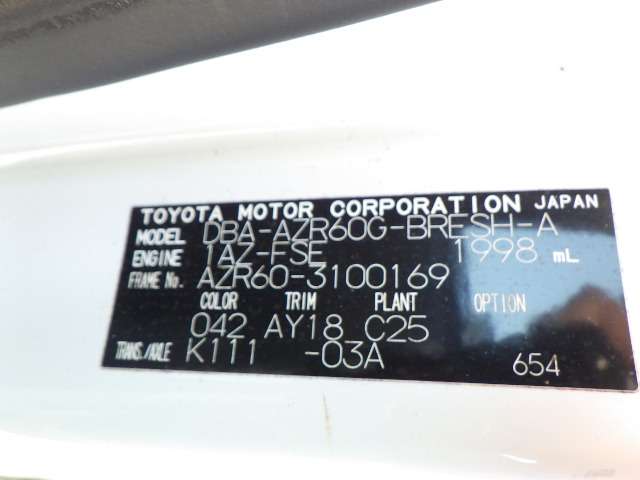 TOYOTA MOTOR CORPORATION JAPAN
MODEL DBA-AZR60G-BRESH-A
ENGINE 1AZ-FSE 1998 mL
FRAME No. AZR60-3100169
COLOR TRIM PLANT OPTION
042 AY18 C25
TRANS./AXLE K111 -03A 654